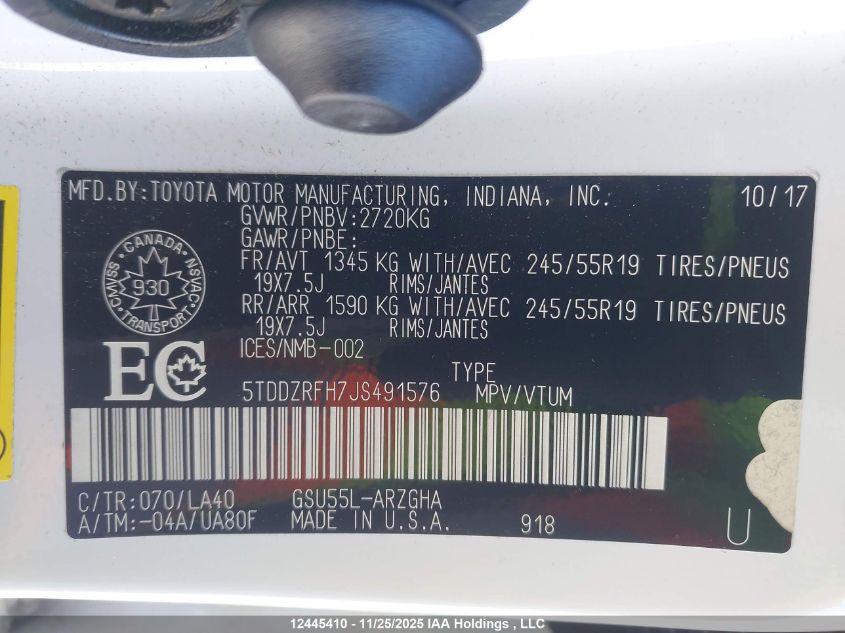 MFD.BY:TOYOTA MOTOR MANUFACTURING, INDIANA, INC. 10/17
GVWR/PNBV:2720KG
GAWR/PNBE:
FR/AVT 1345 KG WITH/AVEC 245/55R19 TIRES/PNEUS
19X7.5J RIMS/JANTES
RR/ARR 1590 KG WITH/AVEC 245/55R19 TIRES/PNEUS
19X7.5J RIMS/JANTES
ICES/NMB-002
CANADA
CMVSS 930 NSVAC
TRANSPORT
EC
TYPE
5TDDZRFH7JS491576 MPV/VTUM
C/TR:070/LA40 GSU55L-ARZGHA
A/TM:-04A/UA80F MADE IN U.S.A. 918 U
12445410 - 11/25/2025 IAA Holdings , LLC